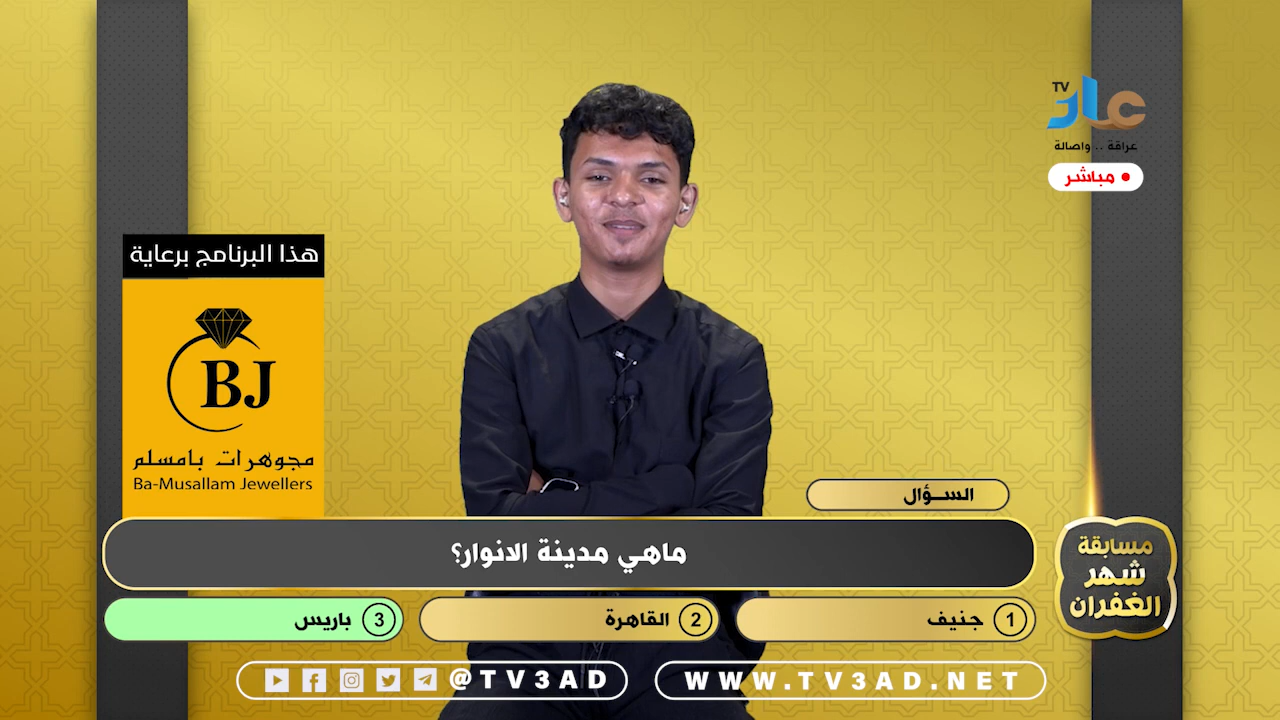 TV
عاد
عراقة .. واصالة
مباشر
هذا البرنامج برعاية
BJ
مجوهرات بامسلم
Ba-Musallam Jewellers
السـؤال
ماهي مدينة الانوار؟
1 جنيف
2 القاهرة
3 باريس
مسابقة
شهر
الغفران
@TV3AD
WWW.TV3AD.NET